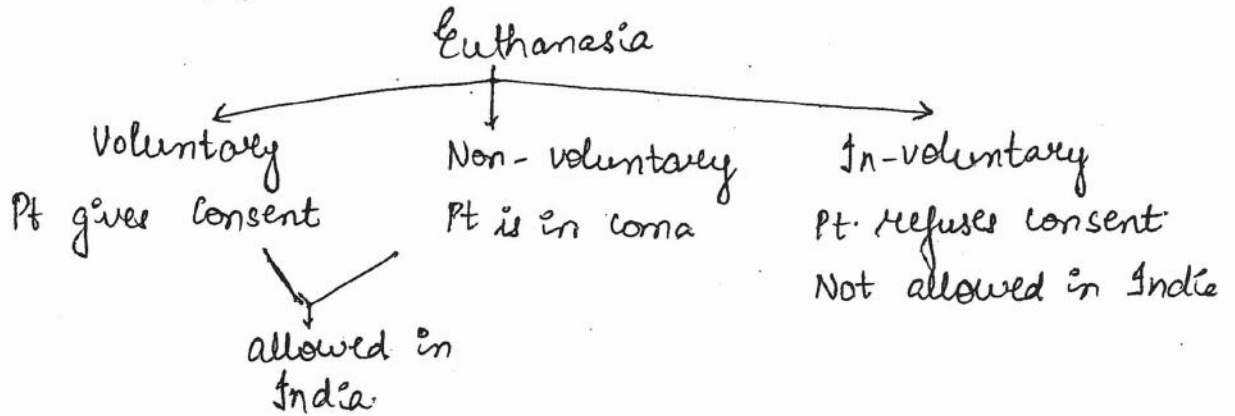 Euthanasia
Voluntary
Pt gives consent
Non-voluntary
Pt is in coma
In-voluntary
Pt. refuses consent.
Not allowed in India
allowed in
India.